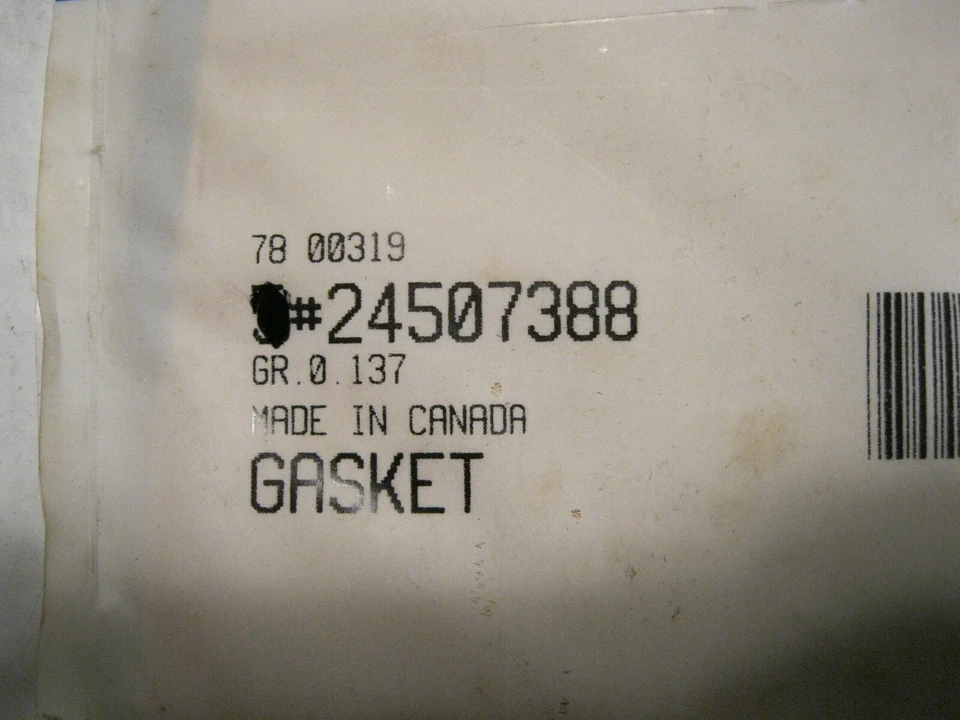 78 00319
#24507388
GR.0.137
MADE IN CANADA
GASKET